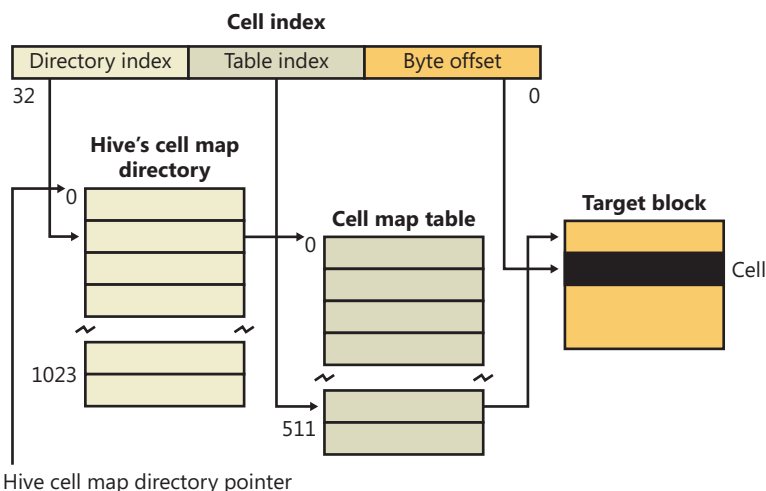 Cell index
Directory index Table index Byte offset
32 0
Hive’s cell map
directory
0
Cell map table
0
Target block
Cell
1023
511
Hive cell map directory pointer